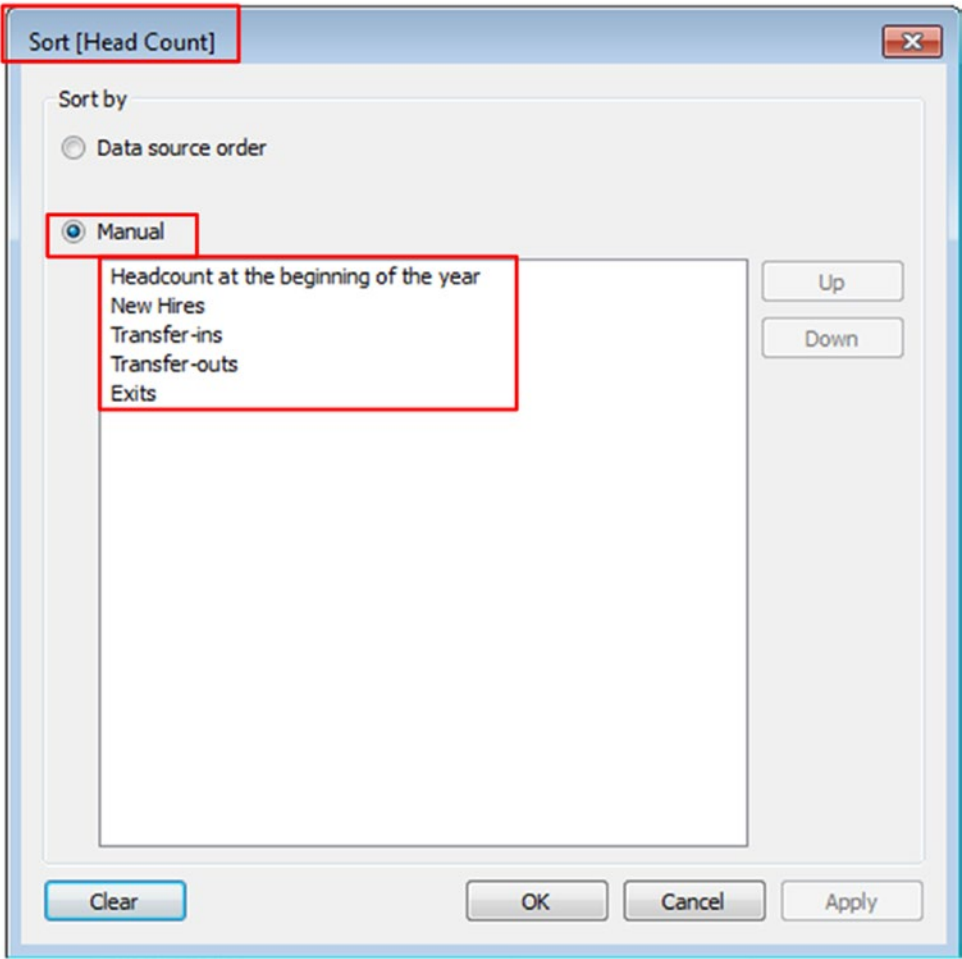 Sort [Head Count]
Sort by
Data source order
Manual
Headcount at the beginning of the year
New Hires
Transfer-ins
Transfer-outs
Exits
Up
Down
Clear
OK
Cancel
Apply